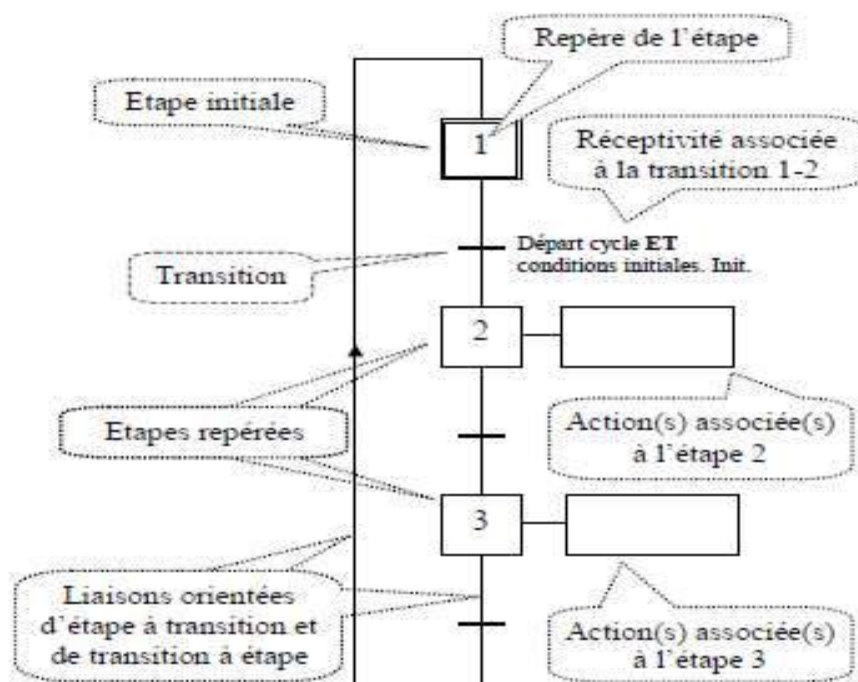 Repère de l'étape
Etape initiale
1
Réceptivité associée
à la transition 1-2
Départ cycle ET
conditions initiales. Init.
Transition
2
Etapes repérées
Action(s) associée(s)
à l'étape 2
3
Liaisons orientées
d'étape à transition et
de transition à étape
Action(s) associée(s)
à l'étape 3